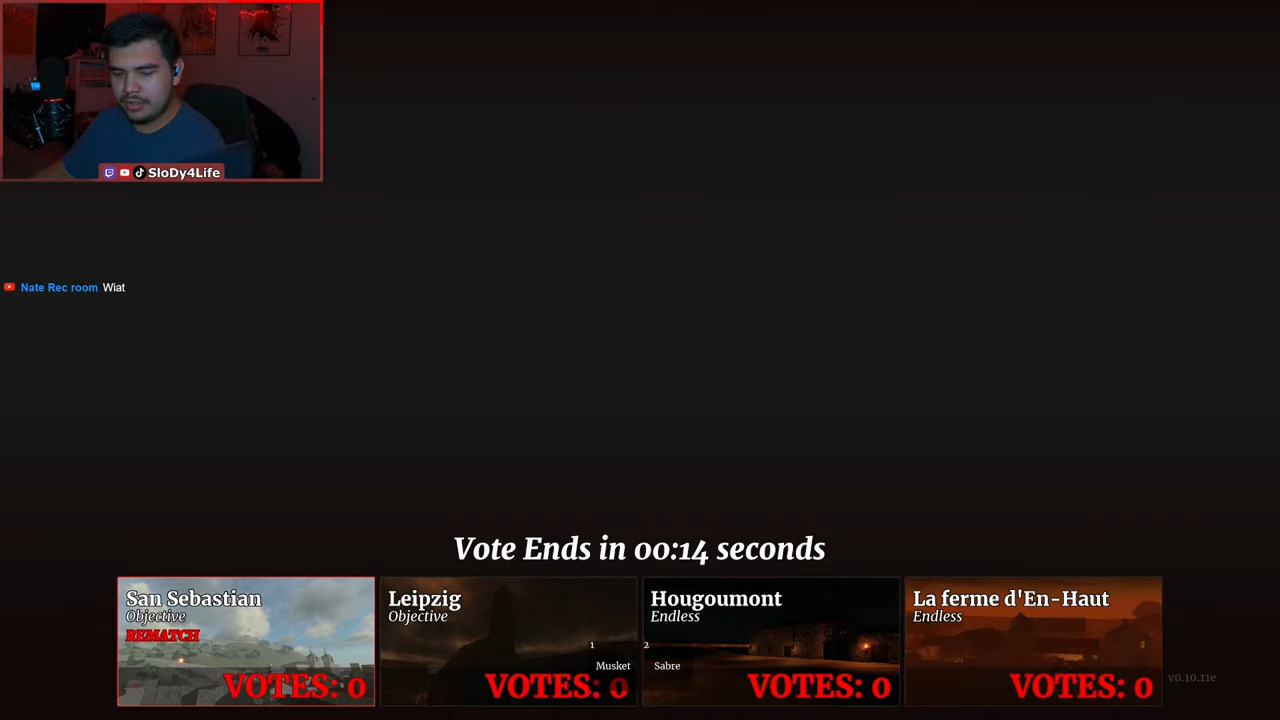 SloDy4Life
Nate Rec room Wiat
Vote Ends in 00:14 seconds
San Sebastian
Objective
REMATCH
VOTES: 0
Leipzig
Objective
1
Musket
VOTES: 0
Hougoumont
Endless
2
Sabre
VOTES: 0
La ferme d'En-Haut
Endless
VOTES: 0
v0.10.11e